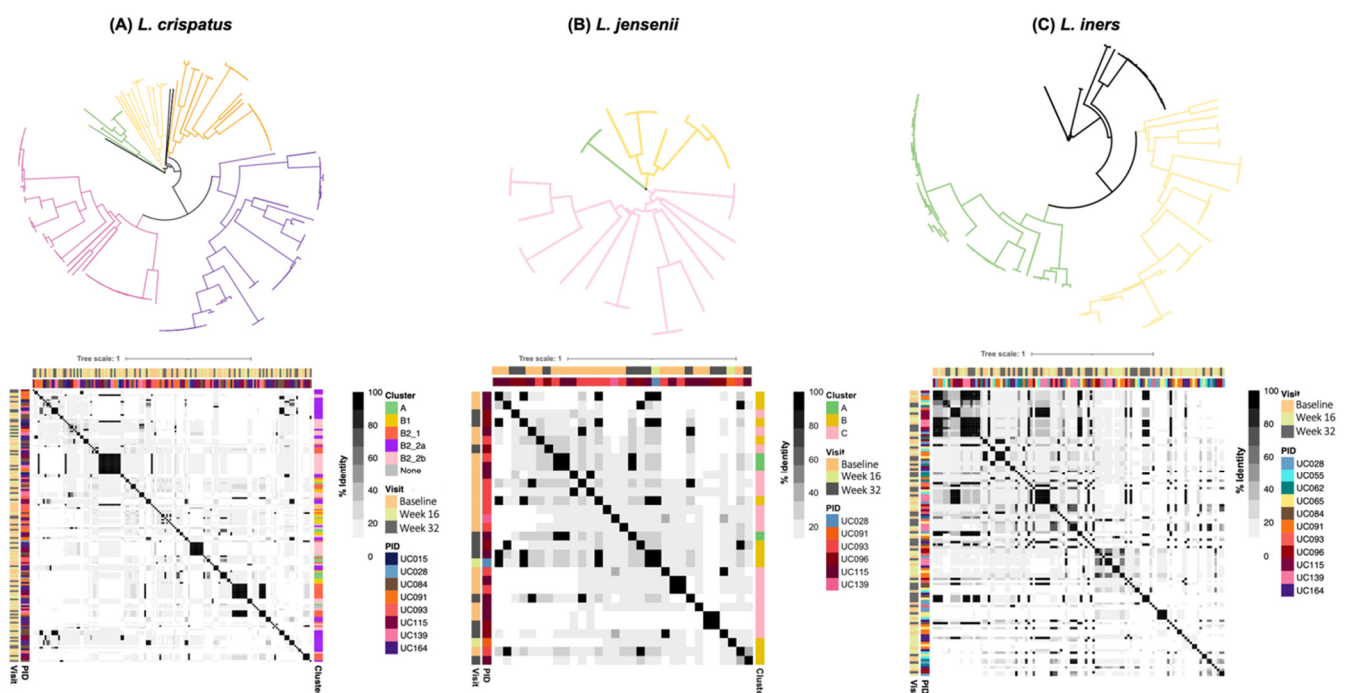 (A) L. crispatus
(B) L. jensenii
(C) L. iners
Tree scale: 1
100
80
60
40
20
0
% Identity
Cluster
A
B1
B2_1
B2_2a
B2_2b
None
Visit
Baseline
Week 16
Week 32
PID
UC015
UC028
UC084
UC091
UC093
UC115
UC139
UC164
Visit
PID
Cluste
Tree scale: 1
100
80
60
40
20
% identity
Cluster
A
B
C
Visit
Baseline
Week 16
Week 32
PID
UC028
UC091
UC093
UC096
UC115
UC139
Visit
PID
Cluste
Tree scale: 1
100
80
60
40
20
0
% Identity
Visit
Baseline
Week 16
Week 32
PID
UC028
UC055
UC062
UC065
UC084
UC091
UC093
UC096
UC115
UC139
UC164
Vis
PID